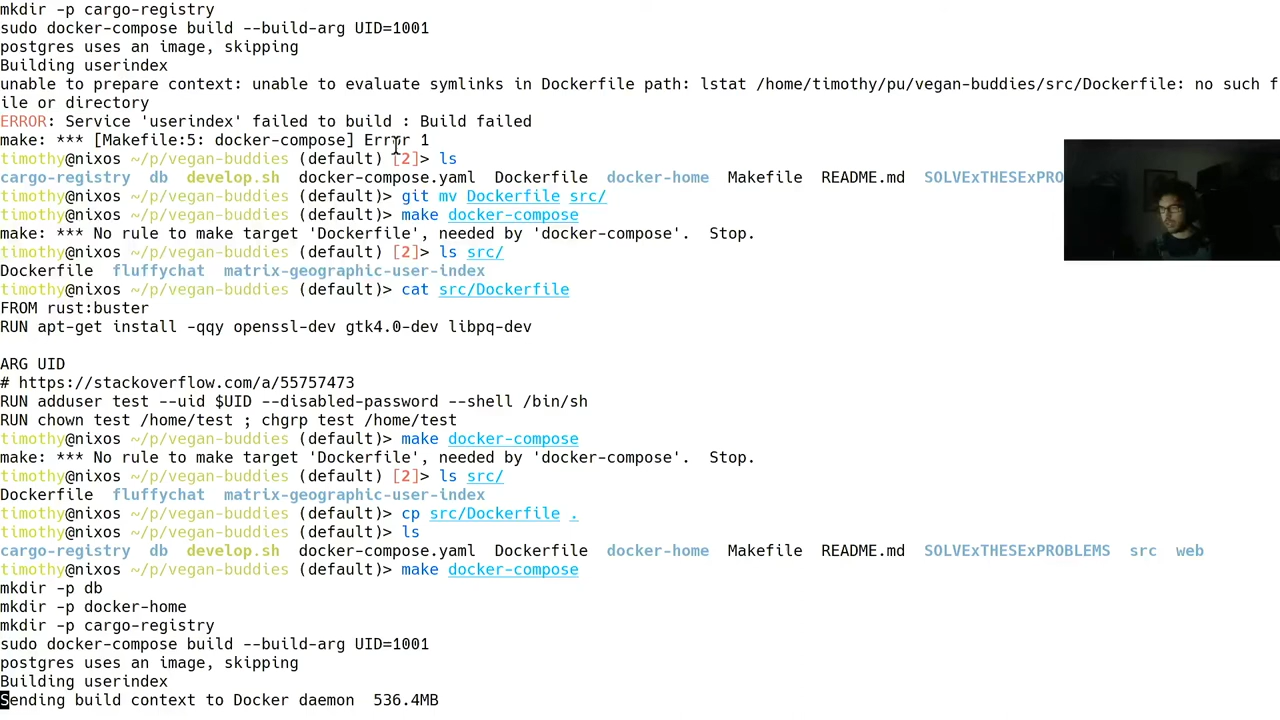 mkdir -p cargo-registry
sudo docker-compose build --build-arg UID=1001
postgres uses an image, skipping
Building userindex
unable to prepare context: unable to evaluate symlinks in Dockerfile path: lstat /home/timothy/pu/vegan-buddies/src/Dockerfile: no such f
ile or directory
ERROR: Service 'userindex' failed to build : Build failed
make: *** [Makefile:5: docker-compose] Error 1
timothy@nixos ~/p/vegan-buddies (default) [2]> ls
cargo-registry  db  develop.sh  docker-compose.yaml  Dockerfile  docker-home  Makefile  README.md  SOLVExTHESExPRO
timothy@nixos ~/p/vegan-buddies (default)> git mv Dockerfile src/
timothy@nixos ~/p/vegan-buddies (default)> make docker-compose
make: *** No rule to make target 'Dockerfile', needed by 'docker-compose'.  Stop.
timothy@nixos ~/p/vegan-buddies (default) [2]> ls src/
Dockerfile  fluffychat  matrix-geographic-user-index
timothy@nixos ~/p/vegan-buddies (default)> cat src/Dockerfile
FROM rust:buster
RUN apt-get install -qqy openssl-dev gtk4.0-dev libpq-dev
ARG UID
# https://stackoverflow.com/a/55757473
RUN adduser test --uid $UID --disabled-password --shell /bin/sh
RUN chown test /home/test ; chgrp test /home/test
timothy@nixos ~/p/vegan-buddies (default)> make docker-compose
make: *** No rule to make target 'Dockerfile', needed by 'docker-compose'.  Stop.
timothy@nixos ~/p/vegan-buddies (default) [2]> ls src/
Dockerfile  fluffychat  matrix-geographic-user-index
timothy@nixos ~/p/vegan-buddies (default)> cp src/Dockerfile .
timothy@nixos ~/p/vegan-buddies (default)> ls
cargo-registry  db  develop.sh  docker-compose.yaml  Dockerfile  docker-home  Makefile  README.md  SOLVExTHESExPROBLEMS  src  web
timothy@nixos ~/p/vegan-buddies (default)> make docker-compose
mkdir -p db
mkdir -p docker-home
mkdir -p cargo-registry
sudo docker-compose build --build-arg UID=1001
postgres uses an image, skipping
Building userindex
Sending build context to Docker daemon  536.4MB